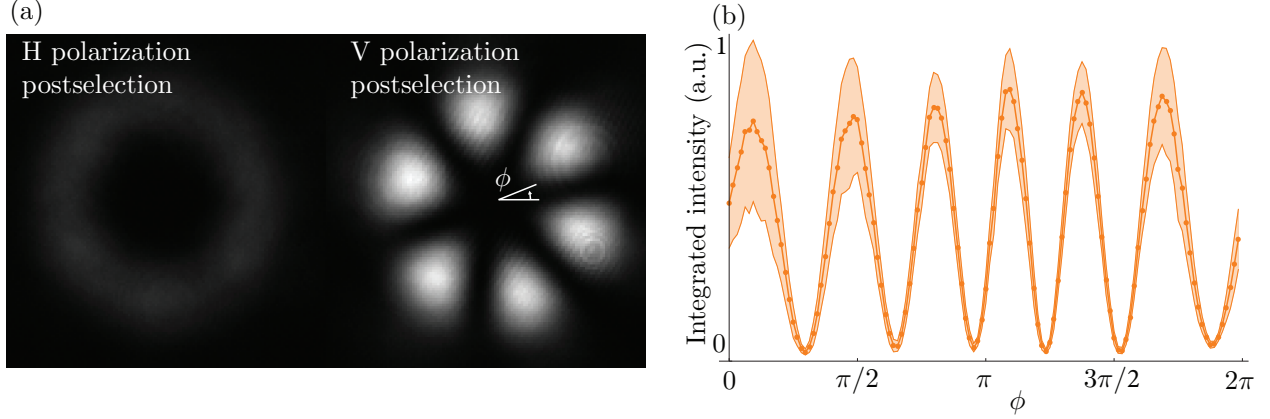 (a)
H polarization
postselection
V polarization
postselection
ϕ
(b)
Integrated intensity (a.u.)
1
0
0
π/2
π
3π/2
2π
ϕ